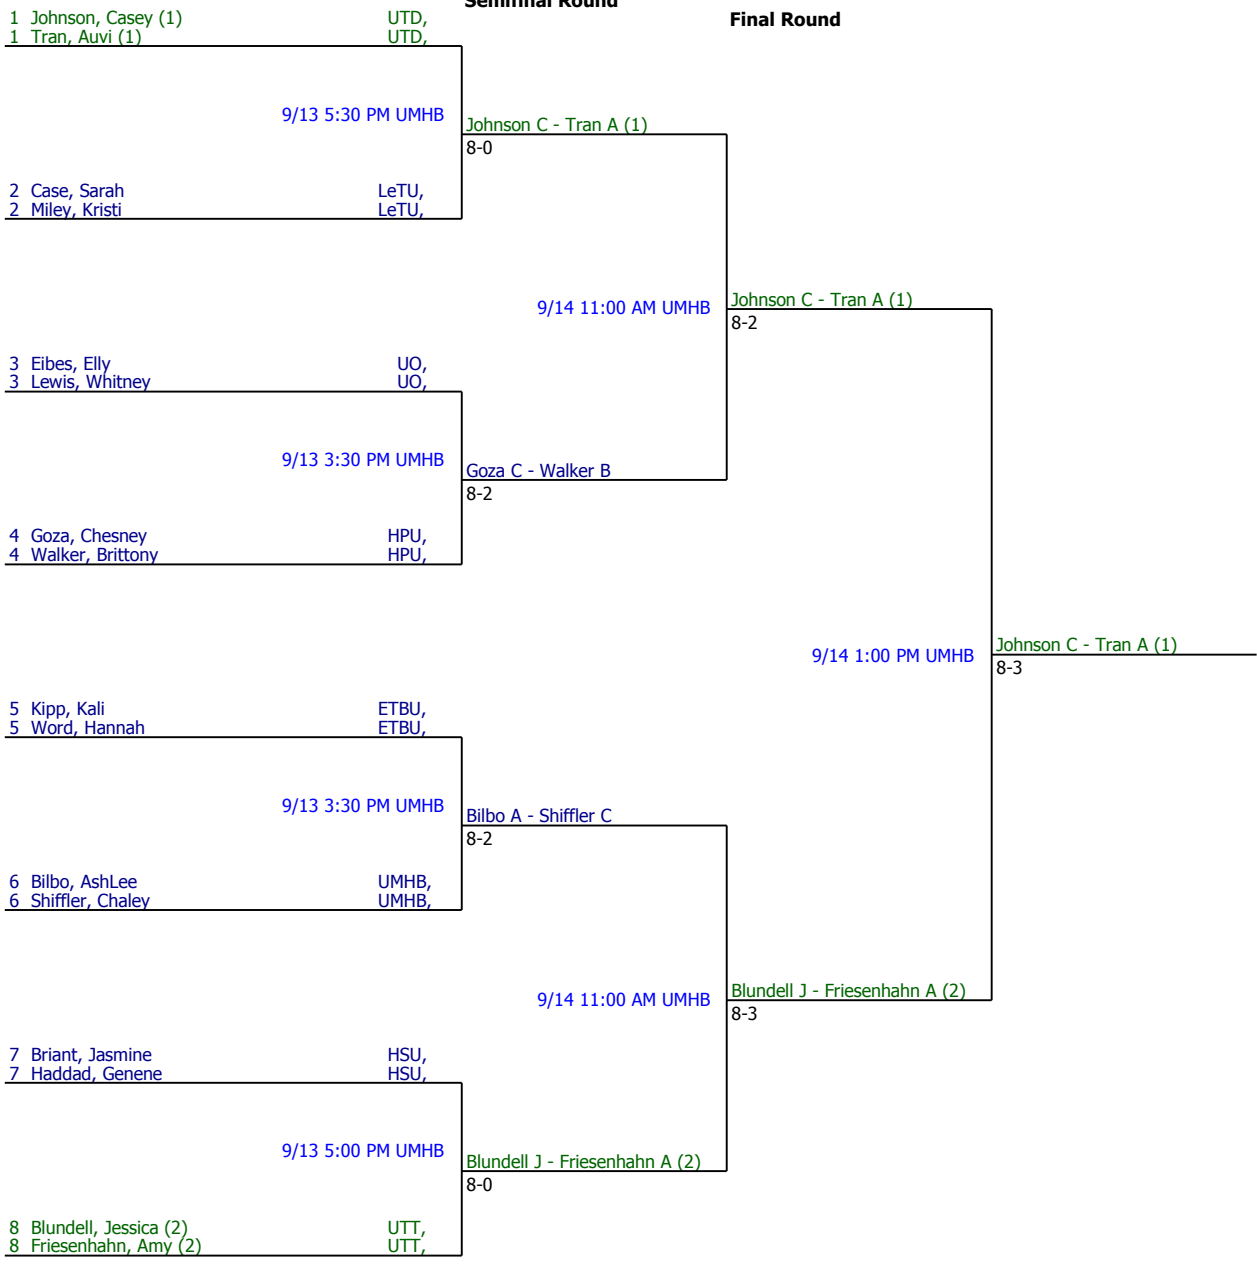 Semifinal Round
Final Round
1 Johnson, Casey (1) UTD,
1 Tran, Auvi (1) UTD,
9/13 5:30 PM UMHB
Johnson C - Tran A (1)
8-0
2 Case, Sarah LeTU,
2 Miley, Kristi LeTU,
9/14 11:00 AM UMHB
Johnson C - Tran A (1)
8-2
3 Eibes, Elly UO,
3 Lewis, Whitney UO,
9/13 3:30 PM UMHB
Goza C - Walker B
8-2
4 Goza, Chesney HPU,
4 Walker, Brittony HPU,
9/14 1:00 PM UMHB
Johnson C - Tran A (1)
8-3
5 Kipp, Kali ETBU,
5 Word, Hannah ETBU,
9/13 3:30 PM UMHB
Bilbo A - Shiffler C
8-2
6 Bilbo, AshLee UMHB,
6 Shiffler, Chaley UMHB,
9/14 11:00 AM UMHB
Blundell J - Friesenhahn A (2)
8-3
7 Briant, Jasmine HSU,
7 Haddad, Genene HSU,
9/13 5:00 PM UMHB
Blundell J - Friesenhahn A (2)
8-0
8 Blundell, Jessica (2) UTT,
8 Friesenhahn, Amy (2) UTT,